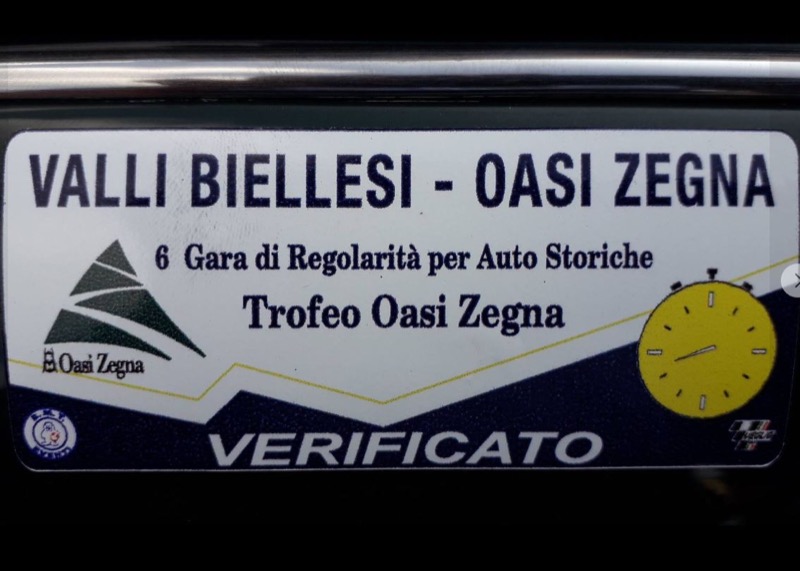 VALLI BIELLESI - OASI ZEGNA
6 Gara di Regolarità per Auto Storiche
Trofeo Oasi Zegna
Oasi Zegna
VERIFICATO